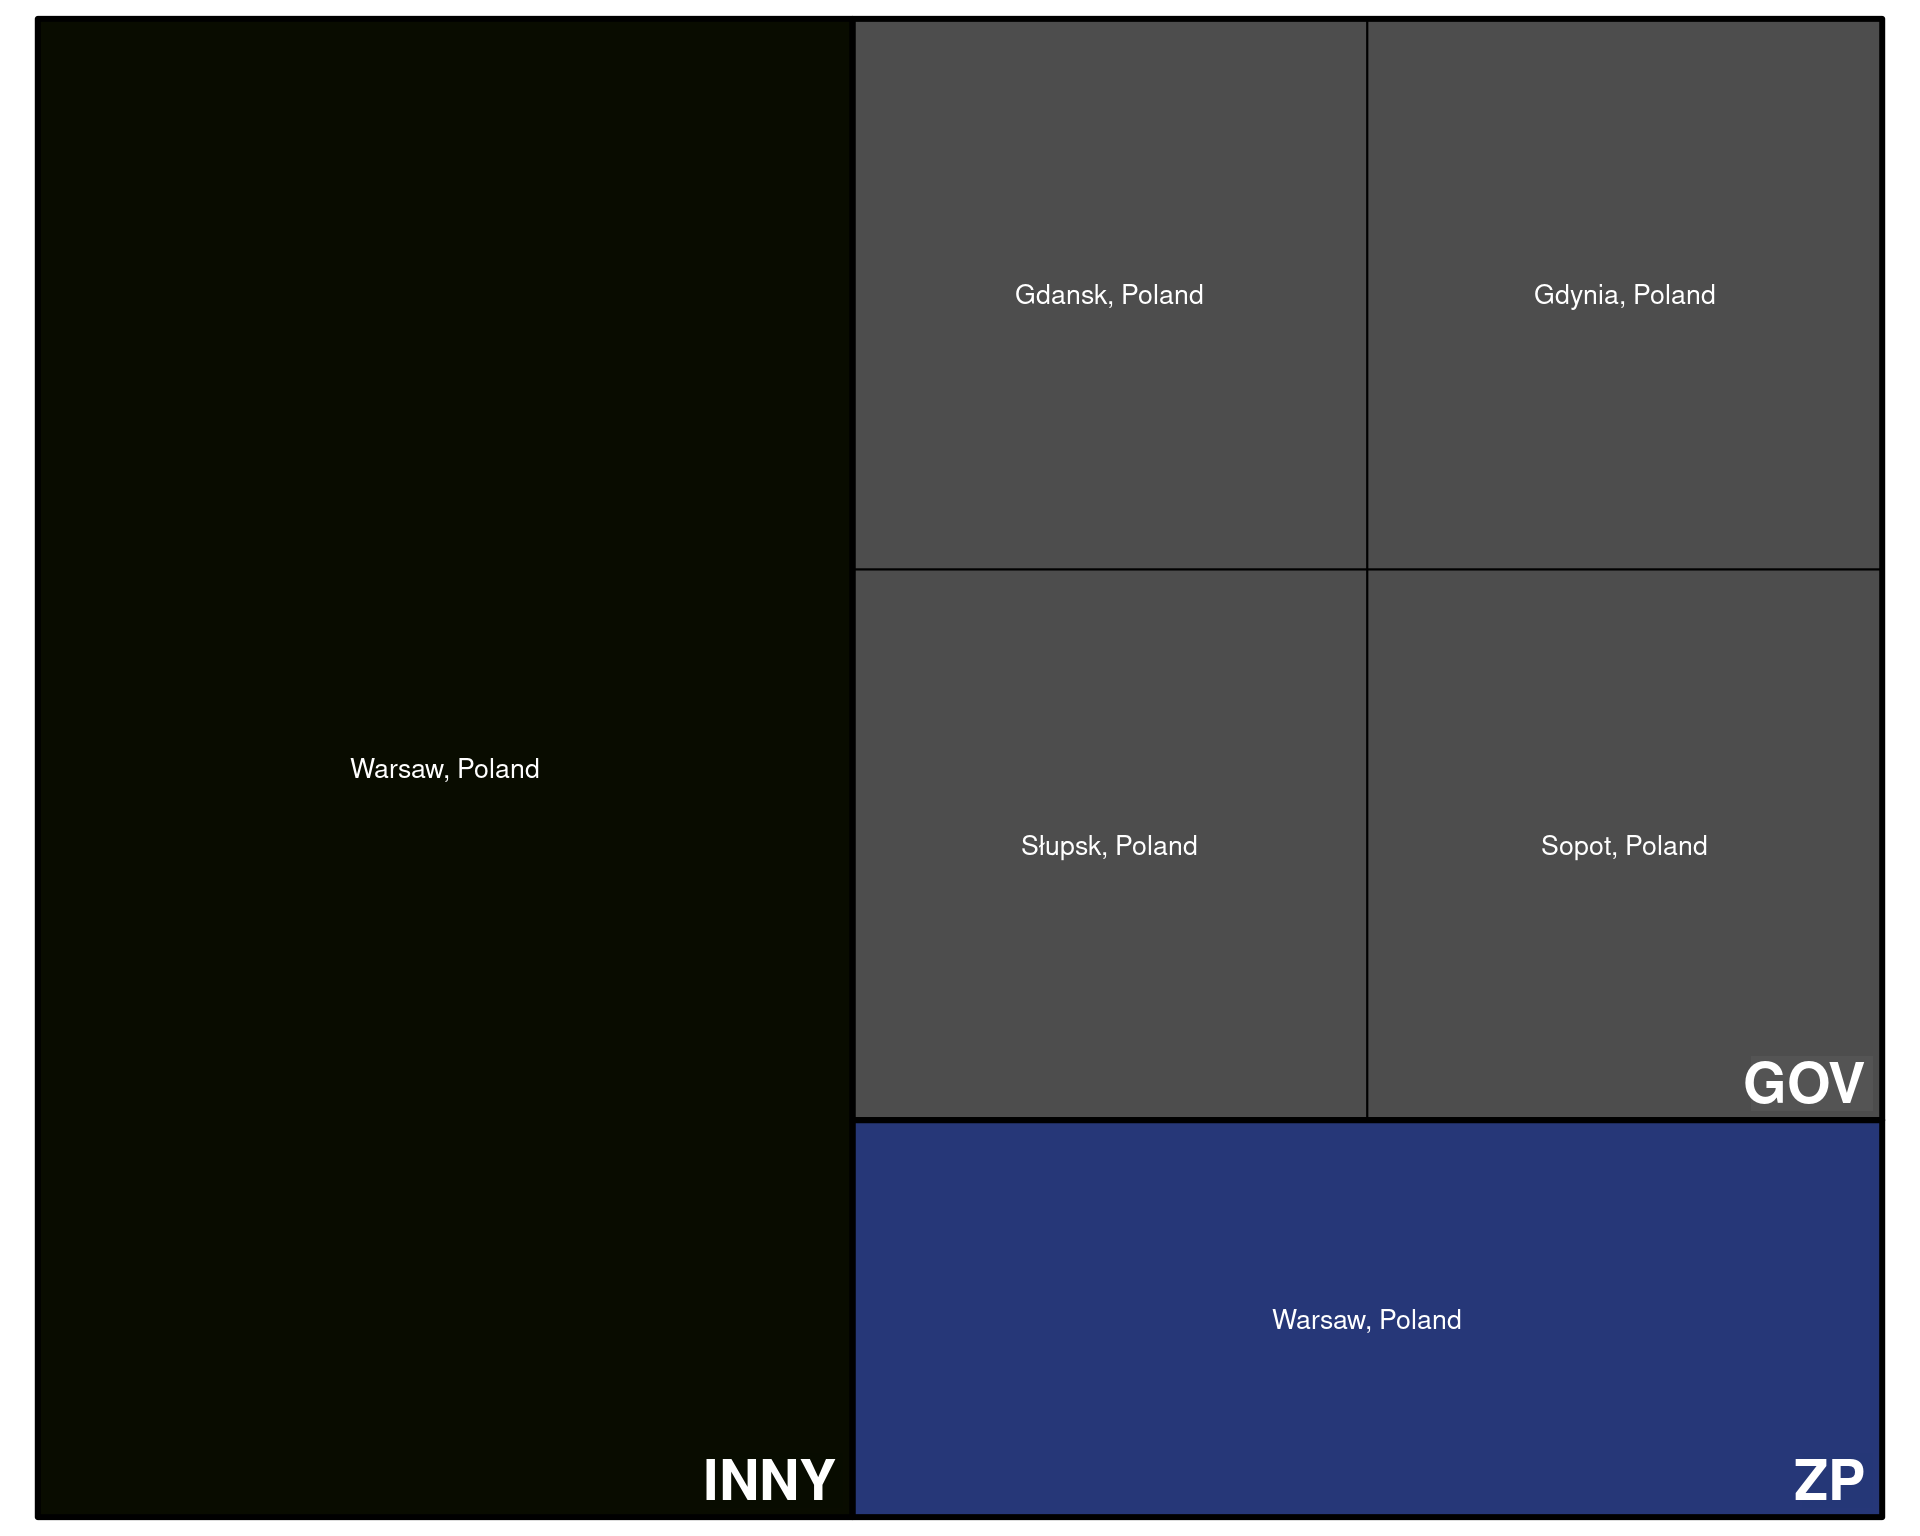 Gdansk, Poland
Gdynia, Poland
Warsaw, Poland
Słupsk, Poland
Sopot, Poland
GOV
Warsaw, Poland
INNY
ZP